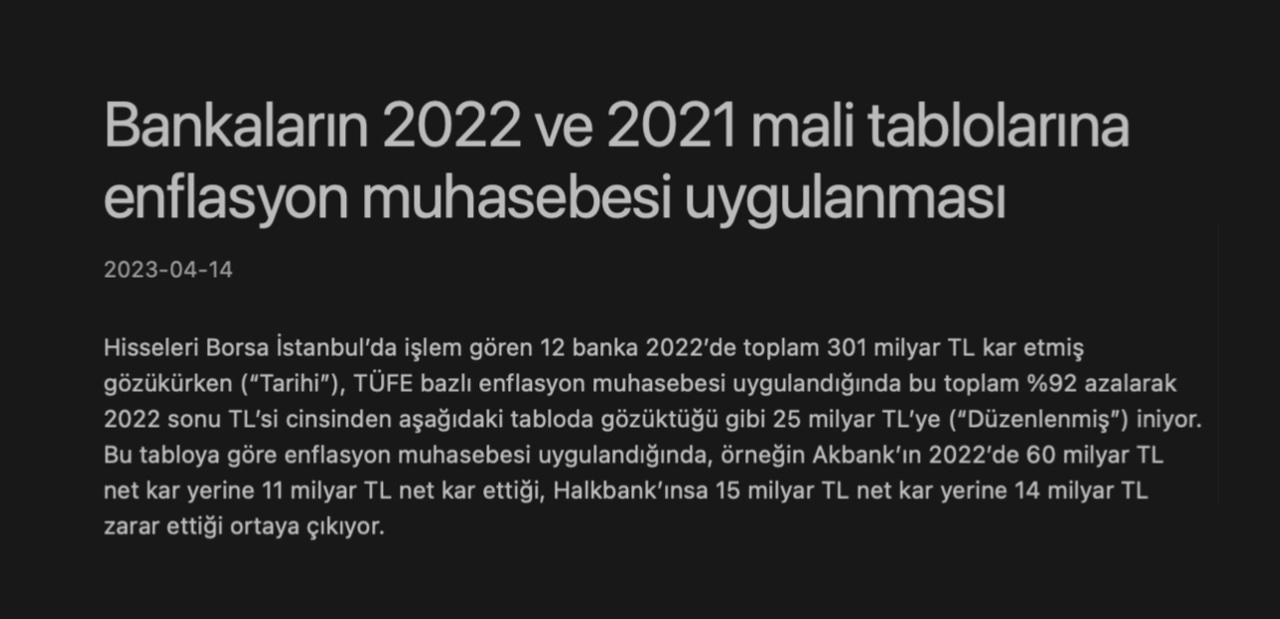 Bankaların 2022 ve 2021 mali tablolarına
enflasyon muhasebesi uygulanması
2023-04-14
Hisseleri Borsa İstanbul’da işlem gören 12 banka 2022’de toplam 301 milyar TL kar etmiş
gözükürken (“Tarihi”), TÜFE bazlı enflasyon muhasebesi uygulandığında bu toplam %92 azalarak
2022 sonu TL’si cinsinden aşağıdaki tabloda gözüktüğü gibi 25 milyar TL’ye (“Düzenlenmiş”) iniyor.
Bu tabloya göre enflasyon muhasebesi uygulandığında, örneğin Akbank’ın 2022’de 60 milyar TL
net kar yerine 11 milyar TL net kar ettiği, Halkbank’ınsa 15 milyar TL net kar yerine 14 milyar TL
zarar ettiği ortaya çıkıyor.